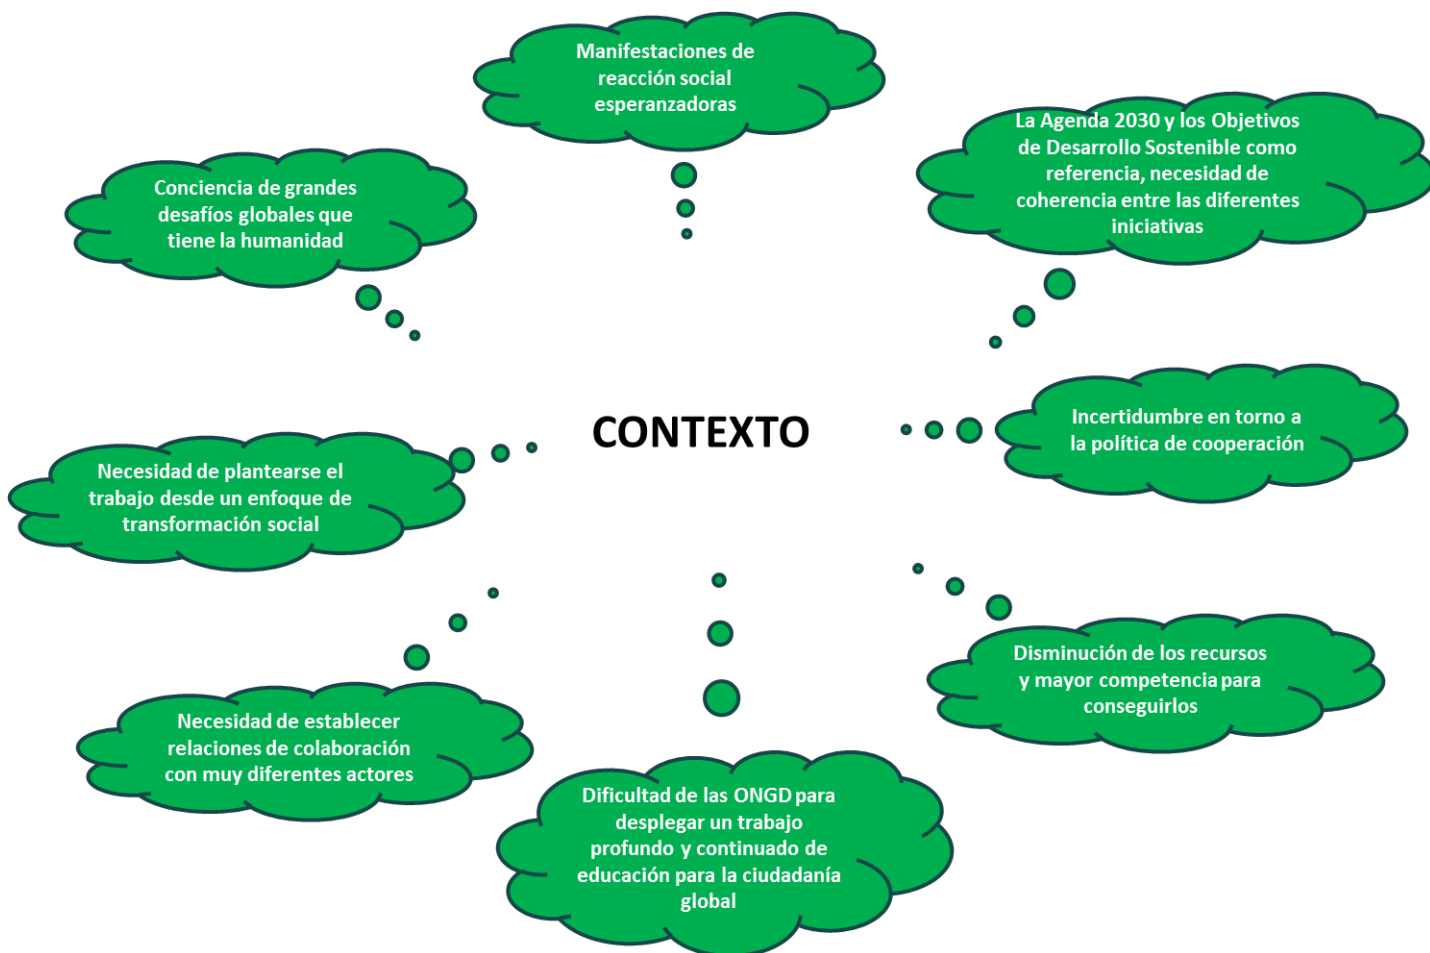 Manifestaciones de
reacción social
esperanzadoras
La Agenda 2030 y los Objetivos
de Desarrollo Sostenible como
referencia, necesidad de
coherencia entre las diferentes
iniciativas
Conciencia de grandes
desafíos globales que
tiene la humanidad
CONTEXTO
Incertidumbre en torno a
la política de cooperación
Necesidad de plantearse el
trabajo desde un enfoque de
transformación social
Disminución de los recursos
y mayor competencia para
conseguirlos
Necesidad de establecer
relaciones de colaboración
con muy diferentes actores
Dificultad de las ONGD para
desplegar un trabajo
profundo y continuado de
educación para la ciudadanía
global